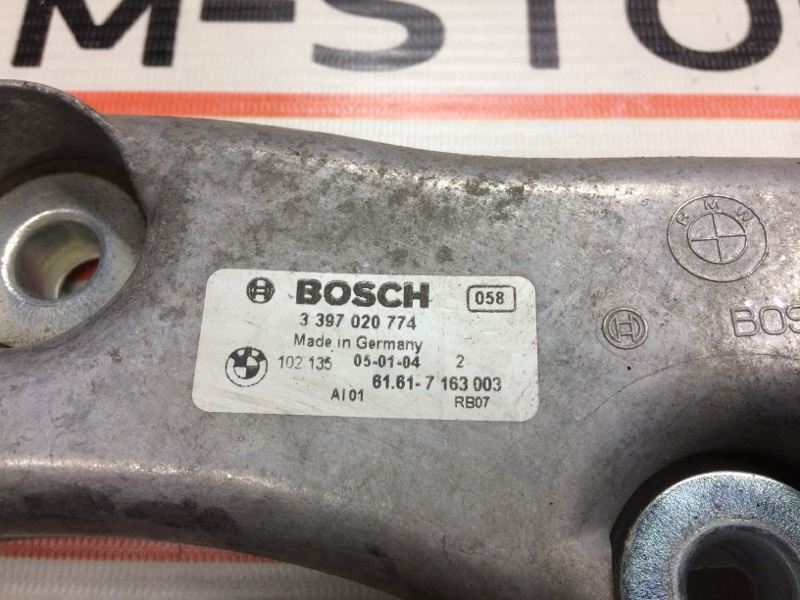 M-STO
BMW
BOSCH 058
3 397 020 774
Made in Germany
102 135 05-01-04 2
61.61-7 163 003
AI01 RB07
BOS